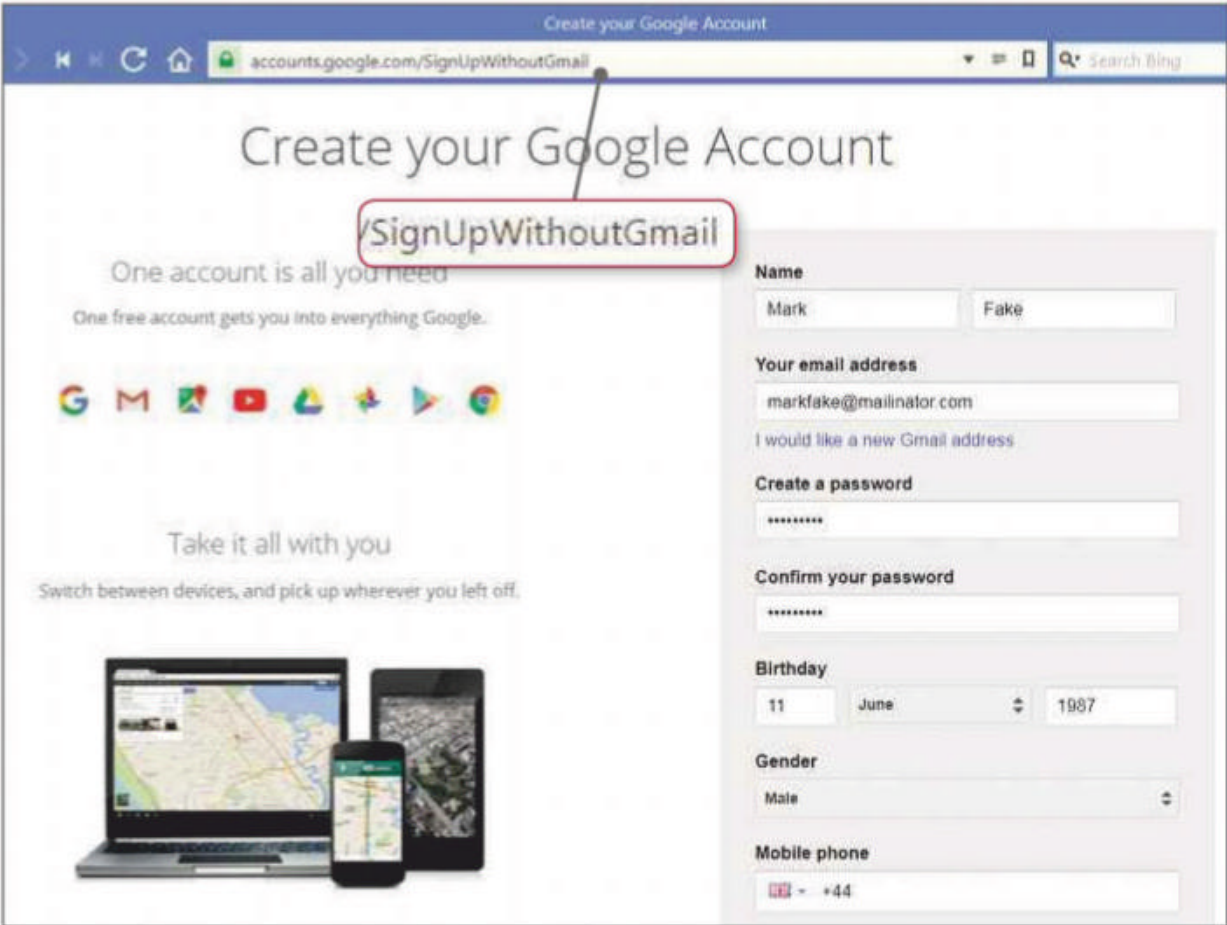 Create your Google Account
accounts.google.com/SignUpWithoutGmail
Search Bing
Create your Google Account
/SignUpWithoutGmail
One account is all you need
One free account gets you into everything Google.
Take it all with you
Switch between devices, and pick up wherever you left off.
Name
Mark Fake
Your email address
markfake@mailinator.com
I would like a new Gmail address
Create a password
•••••••••
Confirm your password
•••••••••
Birthday
11 June 1987
Gender
Male
Mobile phone
+44